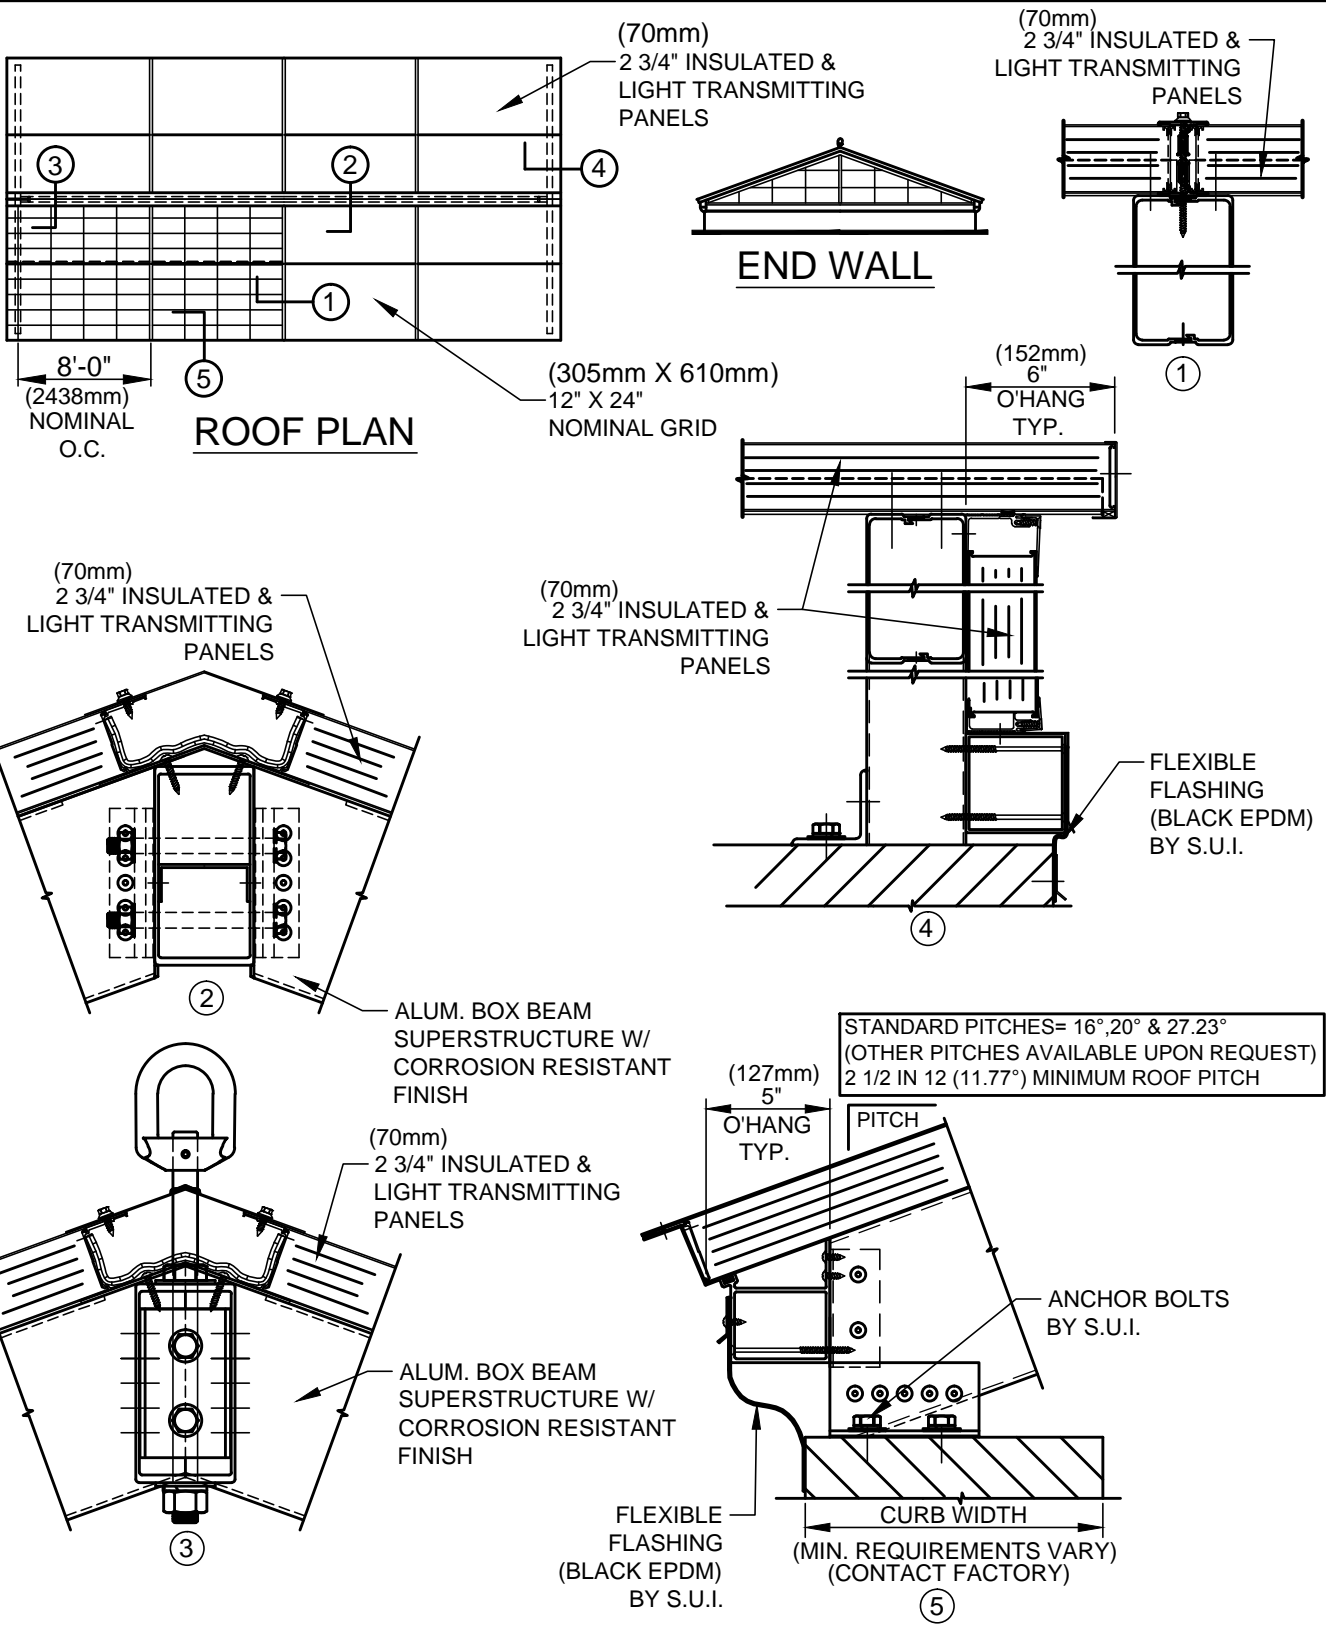 (70mm)
2 3/4" INSULATED &
LIGHT TRANSMITTING
PANELS
3
2
4
1
5
8'-0"
(2438mm)
NOMINAL
O.C.
ROOF PLAN
(305mm X 610mm)
12" X 24"
NOMINAL GRID
END WALL
(70mm)
2 3/4" INSULATED &
LIGHT TRANSMITTING
PANELS
1
(152mm)
6"
O'HANG
TYP.
(70mm)
2 3/4" INSULATED &
LIGHT TRANSMITTING
PANELS
FLEXIBLE
FLASHING
(BLACK EPDM)
BY S.U.I.
4
(70mm)
2 3/4" INSULATED &
LIGHT TRANSMITTING
PANELS
2
ALUM. BOX BEAM
SUPERSTRUCTURE W/
CORROSION RESISTANT
FINISH
(70mm)
2 3/4" INSULATED &
LIGHT TRANSMITTING
PANELS
ALUM. BOX BEAM
SUPERSTRUCTURE W/
CORROSION RESISTANT
FINISH
3
STANDARD PITCHES= 16°,20° & 27.23°
(OTHER PITCHES AVAILABLE UPON REQUEST)
2 1/2 IN 12 (11.77°) MINIMUM ROOF PITCH
(127mm)
5"
O'HANG
TYP.
PITCH
ANCHOR BOLTS
BY S.U.I.
FLEXIBLE
FLASHING
(BLACK EPDM)
BY S.U.I.
CURB WIDTH
(MIN. REQUIREMENTS VARY)
(CONTACT FACTORY)
5